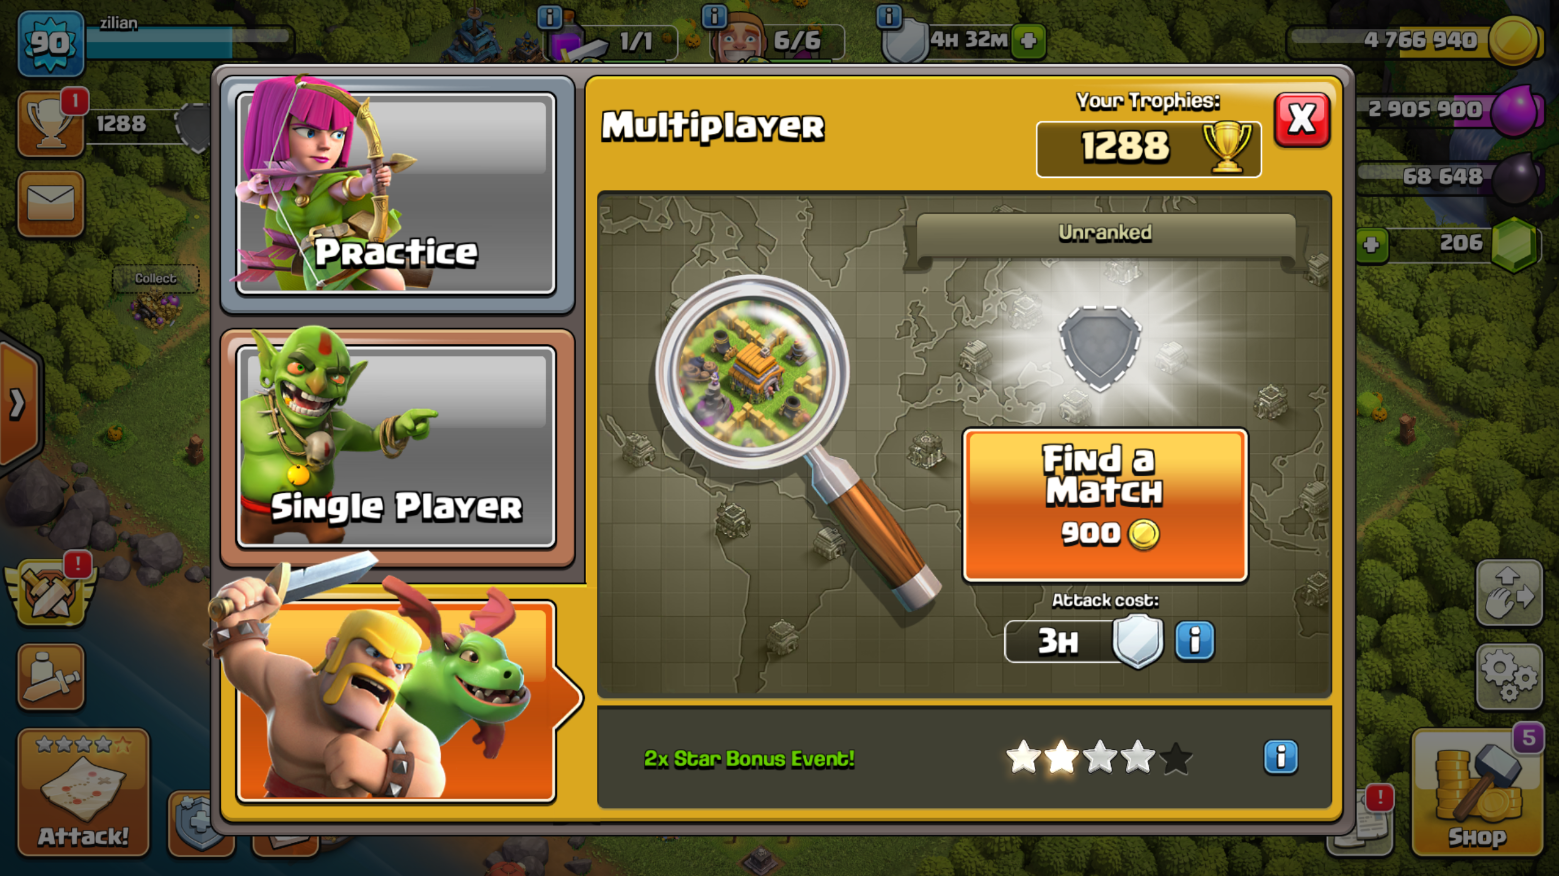 90
zilian
1/1
6/6
4H 32M
4 766 940
1
1288
2 905 900
68 648
206
Collect
Practice
Single Player
Multiplayer
Your Trophies:
1288
X
Unranked
Find a
Match
900
Attack cost:
3H
i
2x Star Bonus Event!
i
!
Attack!
!
5
Shop